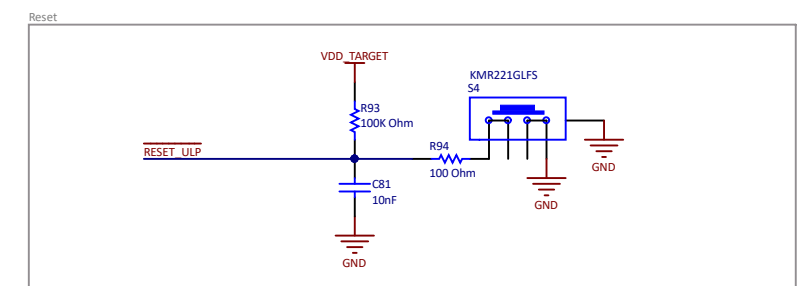 Reset
VDD_TARGET
KMR221GLFS
S4
R93
100K Ohm
RESET_ULP
R94
100 Ohm
GND
C81
10nF
GND
GND